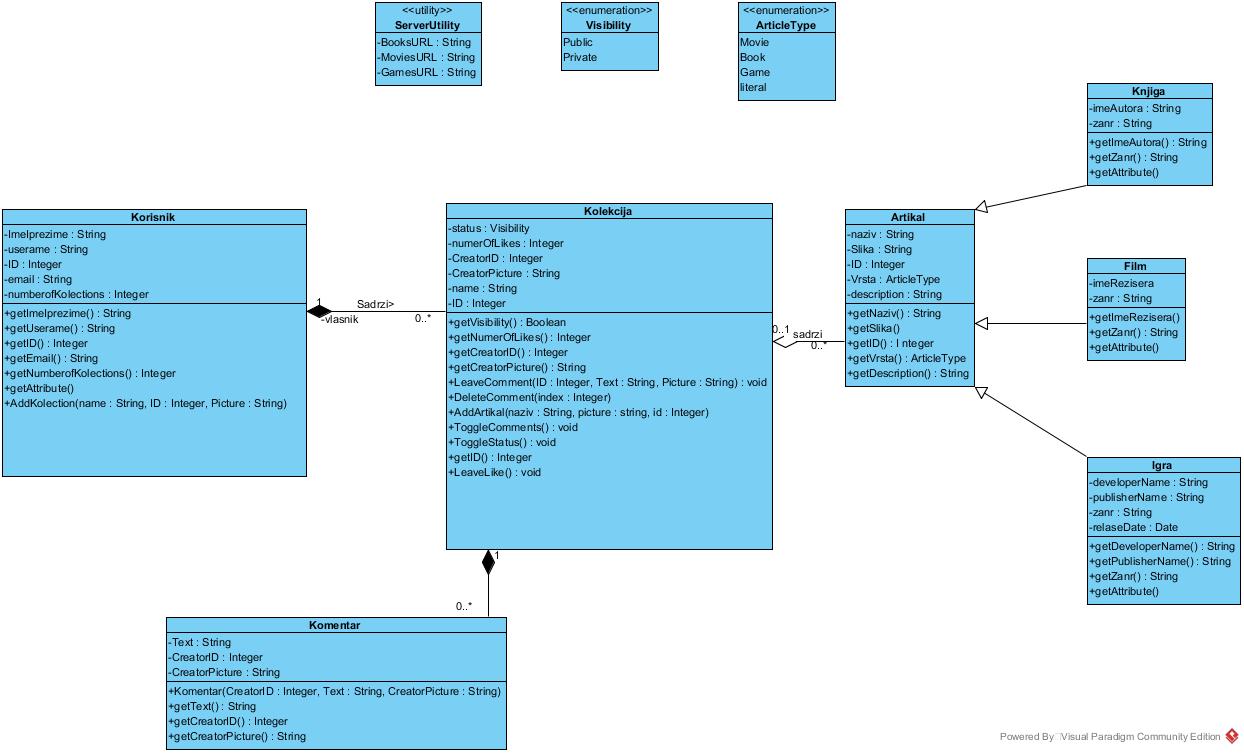 <<utility>>
ServerUtility
-BooksURL : String
-MoviesURL : String
-GamesURL : String
<<enumeration>>
Visibility
Public
Private
<<enumeration>>
ArticleType
Movie
Book
Game
literal
Knjiga
-imeAutora : String
-zanr : String
+getImeAutora() : String
+getZanr() : String
+getAttribute()
Korisnik
-ImeIprezime : String
-userame : String
-ID : Integer
-email : String
-numberofKolections : Integer
+getImeIprezime() : String
+getUserame() : String
+getID() : Integer
+getEmail() : String
+getNumberofKolections() : Integer
+getAttribute()
+AddKolection(name : String, ID : Integer, Picture : String)
1
Sadrzi>
-vlasnik
0..*
Kolekcija
-status : Visibility
-numerOfLikes : Integer
-CreatorID : Integer
-CreatorPicture : String
-name : String
-ID : Integer
+getVisibility() : Boolean
+getNumerOfLikes() : Integer
+getCreatorID() : Integer
+getCreatorPicture() : String
+LeaveComment(ID : Integer, Text : String, Picture : String) : void
+DeleteComment(index : Integer)
+AddArtikal(naziv : String, picture : string, id : Integer)
+ToggleComments() : void
+ToggleStatus() : void
+getID() : Integer
+LeaveLike() : void
0..1
sadrzi
0..*
Artikal
-naziv : String
-Slika : String
-ID : Integer
-Vrsta : ArticleType
-description : String
+getNaziv() : String
+getSlika()
+getID() : Integer
+getVrsta() : ArticleType
+getDescription() : String
Film
-imeRezisera
-zanr : String
+getImeRezisera()
+getZanr() : String
+getAttribute()
Igra
-developerName : String
-publisherName : String
-zanr : String
-relaseDate : Date
+getDeveloperName() : String
+getPublisherName() : String
+getZanr() : String
+getAttribute()
1
0..*
Komentar
-Text : String
-CreatorID : Integer
-CreatorPicture : String
+Komentar(CreatorID : Integer, Text : String, CreatorPicture : String)
+getText() : String
+getCreatorID() : Integer
+getCreatorPicture() : String
Powered By Visual Paradigm Community Edition